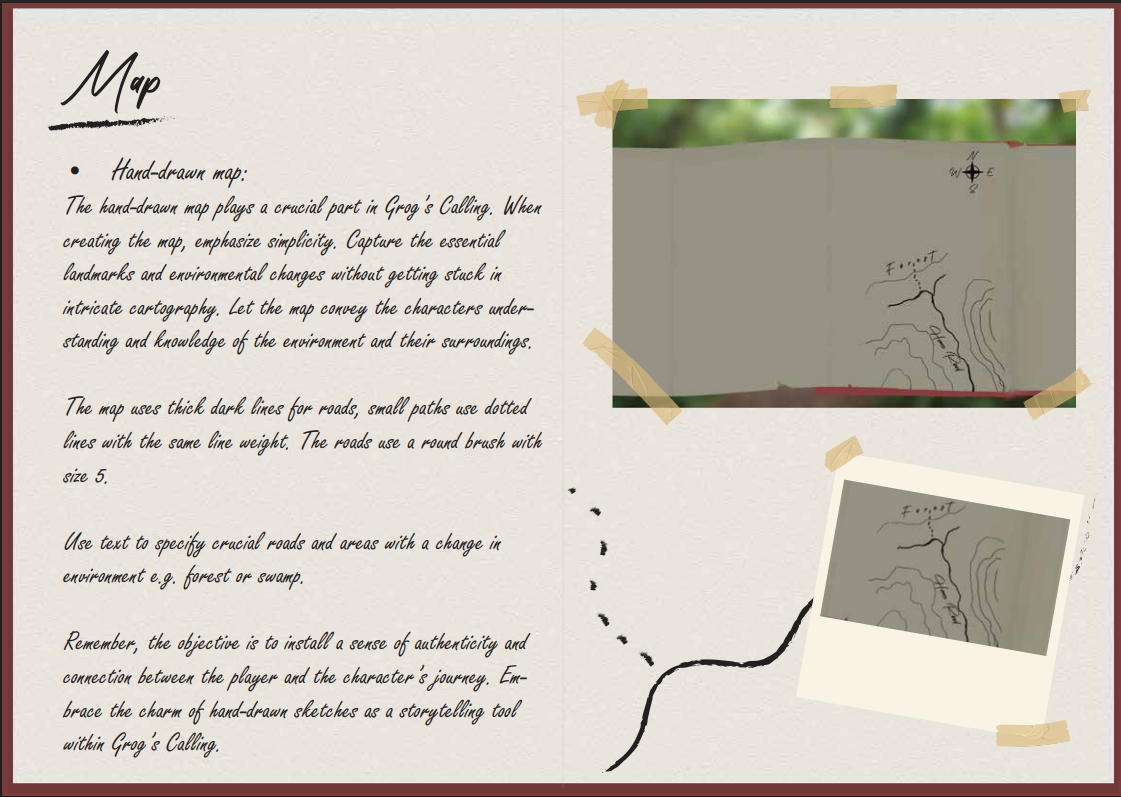 Map
• Hand-drawn map:
The hand-drawn map plays a crucial part in Grog's Calling. When
creating the map, emphasize simplicity. Capture the essential
landmarks and environmental changes without getting stuck in
intricate cartography. Let the map convey the characters under-
standing and knowledge of the environment and their surroundings.
The map uses thick dark lines for roads, small paths use dotted
lines with the same line weight. The roads use a round brush with
size 5.
Use text to specify crucial roads and areas with a change in
environment e.g. forest or swamp.
Remember, the objective is to install a sense of authenticity and
connection between the player and the character's journey. Em-
brace the charm of hand-drawn sketches as a storytelling tool
within Grog's Calling.
N
W E
S
Forest
Road
Forest
Road